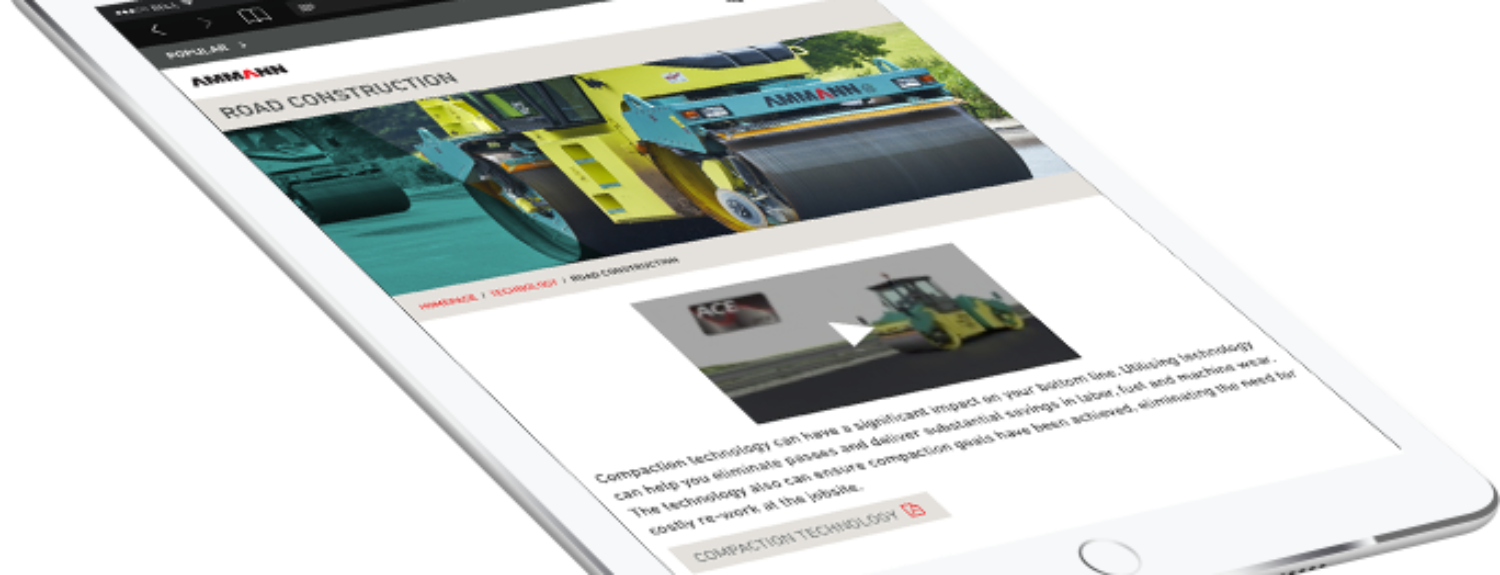 BELL
POPULAR >
AMMANN
ROAD CONSTRUCTION
AMMANN
HOMEPAGE / TECHNOLOGY / ROAD CONSTRUCTION
ACE
Compaction technology can have a significant impact on your bottom line. Utilising technology
can help you eliminate passes and deliver substantial savings in labor, fuel and machine wear.
The technology also can ensure compaction goals have been achieved, eliminating the need for
costly re-work at the jobsite.
COMPACTION TECHNOLOGY